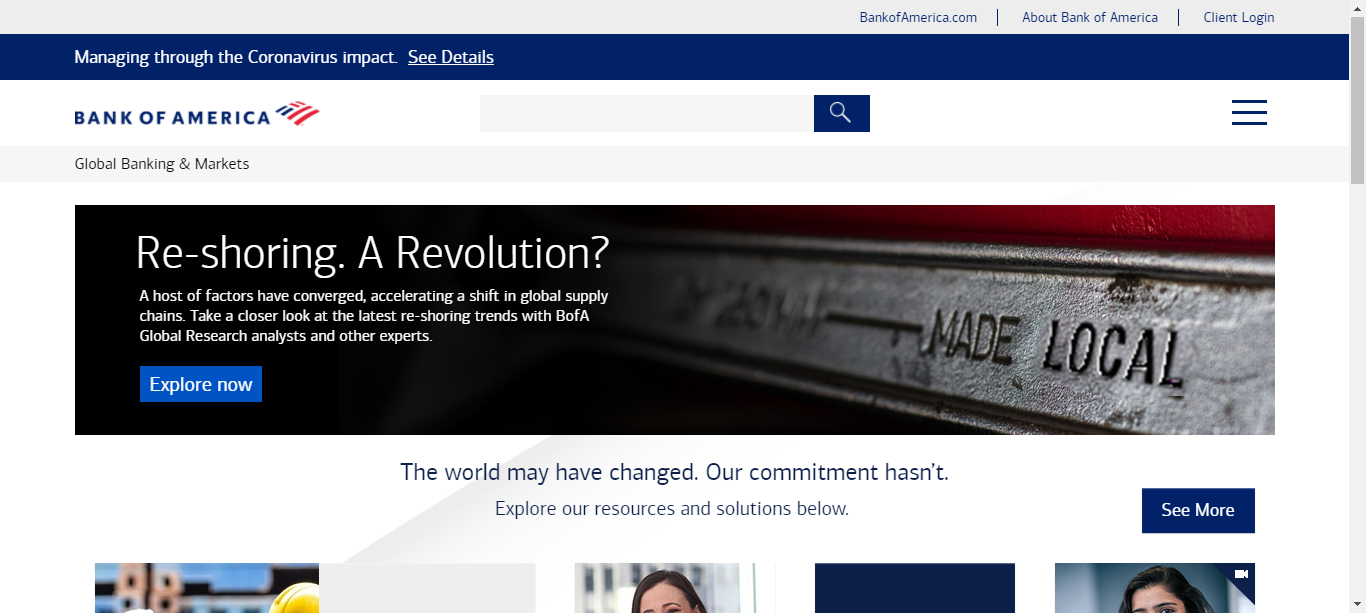 BankofAmerica.com
About Bank of America
Client Login
Managing through the Coronavirus impact. See Details
BANK OF AMERICA
Global Banking & Markets
Re-shoring. A Revolution?
A host of factors have converged, accelerating a shift in global supply
chains. Take a closer look at the latest re-shoring trends with BofA
Global Research analysts and other experts.
Explore now
MADE LOCAL
The world may have changed. Our commitment hasn’t.
Explore our resources and solutions below.
See More